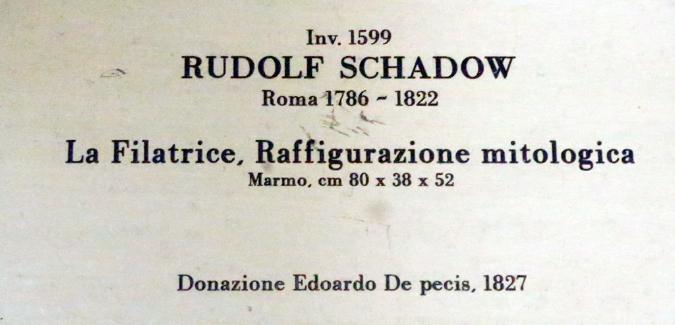 Inv. 1599
RUDOLF SCHADOW
Roma 1786 ~ 1822
La Filatrice, Raffigurazione mitologica
Marmo, cm 80 x 38 x 52
Donazione Edoardo De pecis, 1827